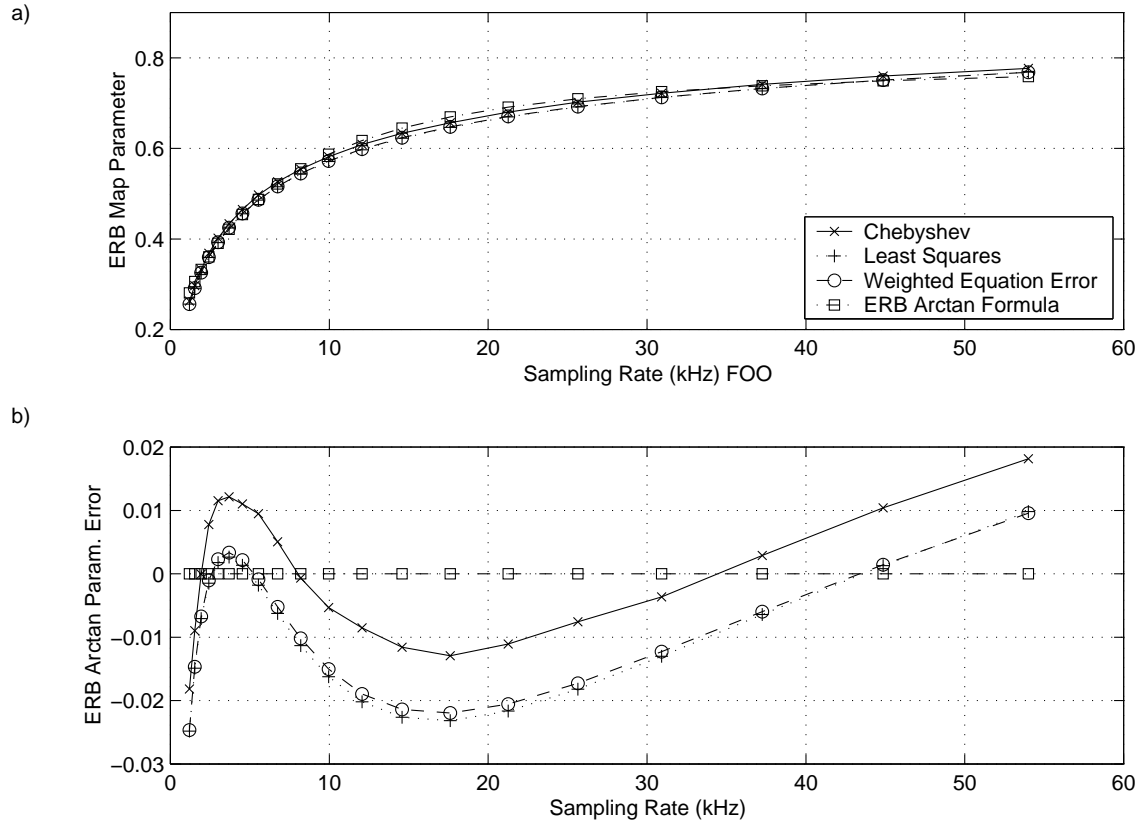 a)
0.8
0.6
0.4
0.2
ERB Map Parameter
Chebyshev
Least Squares
Weighted Equation Error
ERB Arctan Formula
0 10 20 30 40 50 60
Sampling Rate (kHz) FOO
b)
0.02
0.01
0
−0.01
−0.02
−0.03
ERB Arctan Param. Error
0 10 20 30 40 50 60
Sampling Rate (kHz)